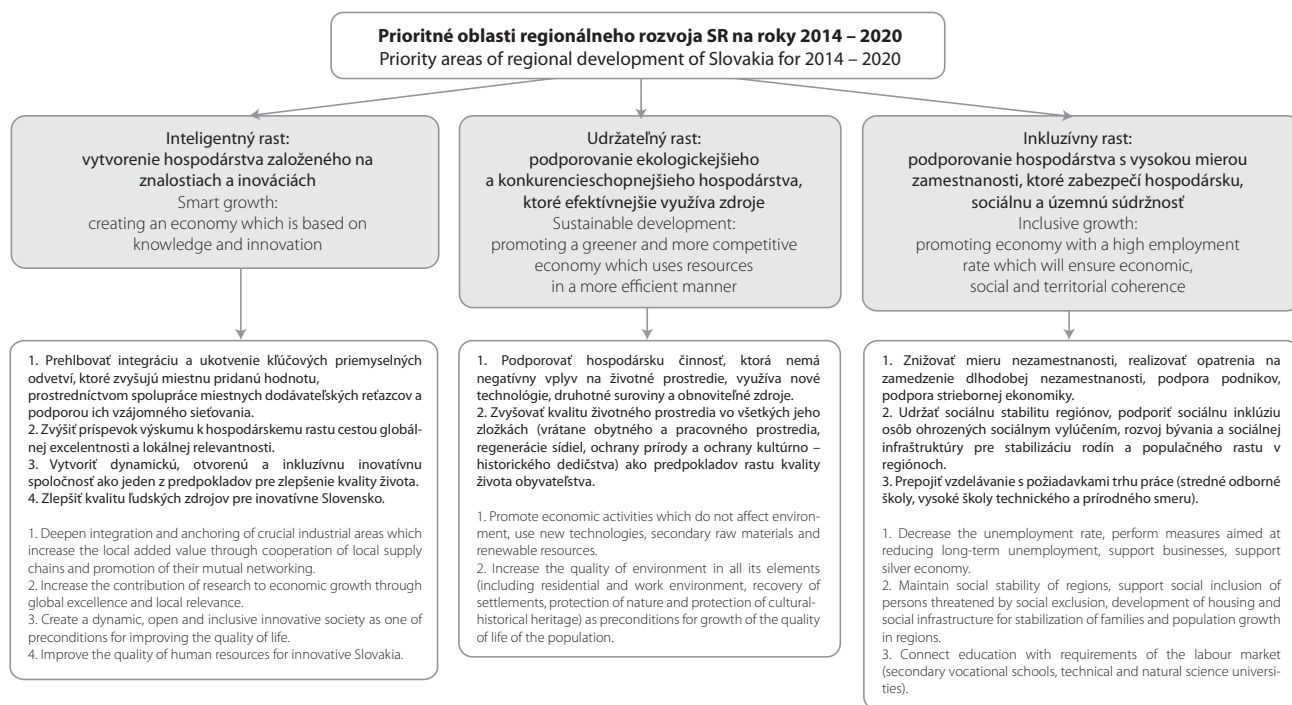 Prioritné oblasti regionálneho rozvoja SR na roky 2014 – 2020
Priority areas of regional development of Slovakia for 2014 – 2020
Inteligentný rast:
vytvorenie hospodárstva založeného na
znalostiach a inováciách
Smart growth:
creating an economy which is based on
knowledge and innovation
Udržateľný rast:
podporovanie ekologickejšieho
a konkurencieschopnejšieho hospodárstva,
ktoré efektívnejšie využíva zdroje
Sustainable development:
promoting a greener and more competitive
economy which uses resources
in a more efficient manner
Inkluzívny rast:
podporovanie hospodárstva s vysokou mierou
zamestnanosti, ktoré zabezpečí hospodársku,
sociálnu a územnú súdržnosť
Inclusive growth:
promoting economy with a high employment
rate which will ensure economic,
social and territorial coherence
1. Prehlbovať integráciu a ukotvenie kľúčových priemyselných
odvetví, ktoré zvyšujú miestnu pridanú hodnotu,
prostredníctvom spolupráce miestnych dodávateľských reťazcov a
podporou ich vzájomného sieťovania.
2. Zvýšiť príspevok výskumu k hospodárskemu rastu cestou globál-
nej excelentnosti a lokálnej relevantnosti.
3. Vytvoriť dynamickú, otvorenú a inkluzívnu inovatívnu
spoločnosť ako jeden z predpokladov pre zlepšenie kvality života.
4. Zlepšiť kvalitu ľudských zdrojov pre inovatívne Slovensko.
1. Deepen integration and anchoring of crucial industrial areas which
increase the local added value through cooperation of local supply
chains and promotion of their mutual networking.
2. Increase the contribution of research to economic growth through
global excellence and local relevance.
3. Create a dynamic, open and inclusive innovative society as one of
preconditions for improving the quality of life.
4. Improve the quality of human resources for innovative Slovakia.
1. Podporovať hospodársku činnosť, ktorá nemá
negatívny vplyv na životné prostredie, využíva nové
technológie, druhotné suroviny a obnoviteľné zdroje.
2. Zvyšovať kvalitu životného prostredia vo všetkých jeho
zložkách (vrátane obytného a pracovného prostredia,
regenerácie sídiel, ochrany prírody a ochrany kultúrno –
historického dedičstva) ako predpokladov rastu kvality
života obyvateľstva.
1. Promote economic activities which do not affect environ-
ment, use new technologies, secondary raw materials and
renewable resources.
2. Increase the quality of environment in all its elements
(including residential and work environment, recovery of
settlements, protection of nature and protection of cultural-
historical heritage) as preconditions for growth of the quality
of life of the population.
1. Znižovať mieru nezamestnanosti, realizovať opatrenia na
zamedzenie dlhodobej nezamestnanosti, podpora podnikov,
podpora striebornej ekonomiky.
2. Udržať sociálnu stabilitu regiónov, podporiť sociálnu inklúziu
osôb ohrozených sociálnym vylúčením, rozvoj bývania a sociálnej
infraštruktúry pre stabilizáciu rodín a populačného rastu v
regiónoch.
3. Prepojiť vzdelávanie s požiadavkami trhu práce (stredné odborné
školy, vysoké školy technického a prírodného smeru).
1. Decrease the unemployment rate, perform measures aimed at
reducing long-term unemployment, support businesses, support
silver economy.
2. Maintain social stability of regions, support social inclusion of
persons threatened by social exclusion, development of housing and
social infrastructure for stabilization of families and population growth
in regions.
3. Connect education with requirements of the labour market
(secondary vocational schools, technical and natural science universi-
ties).